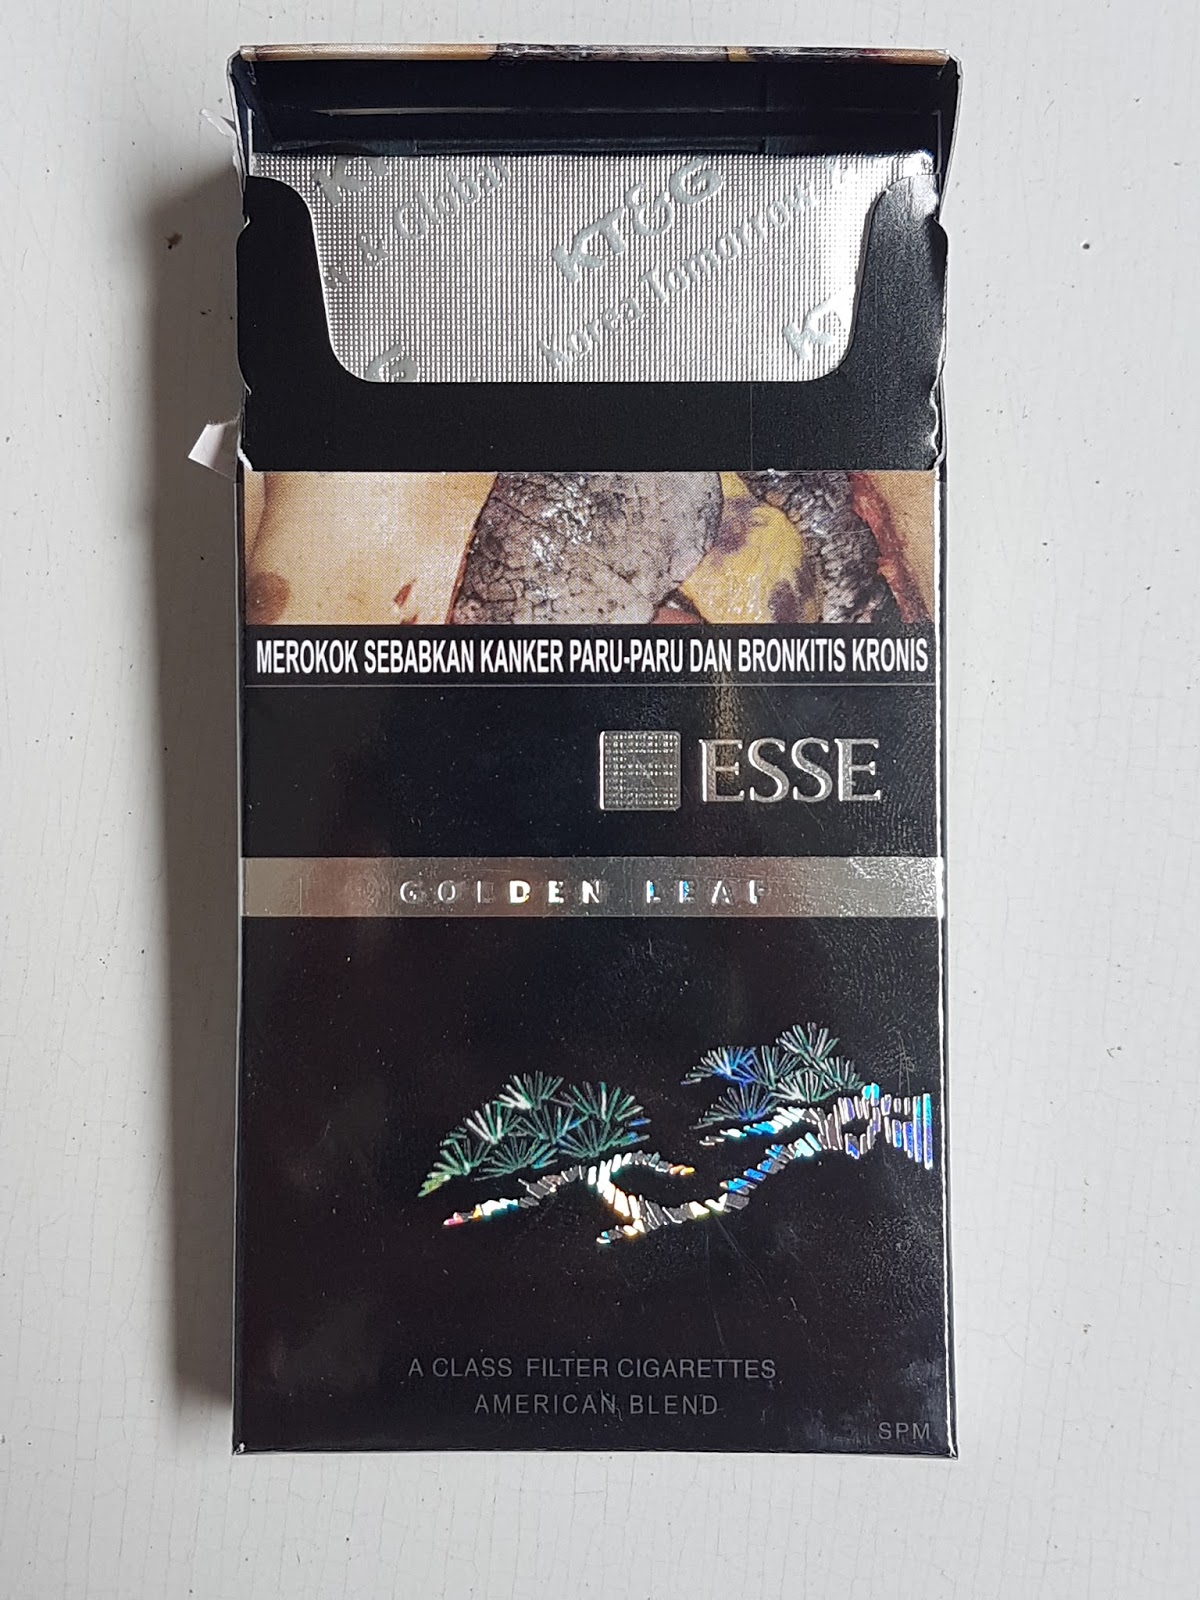 KT&G
& Global
KT&G
Korea Tomorrow
MEROKOK SEBABKAN KANKER PARU-PARU DAN BRONKITIS KRONIS
ESSE
GOLDEN LEAF
A CLASS FILTER CIGARETTES
AMERICAN BLEND
SPM